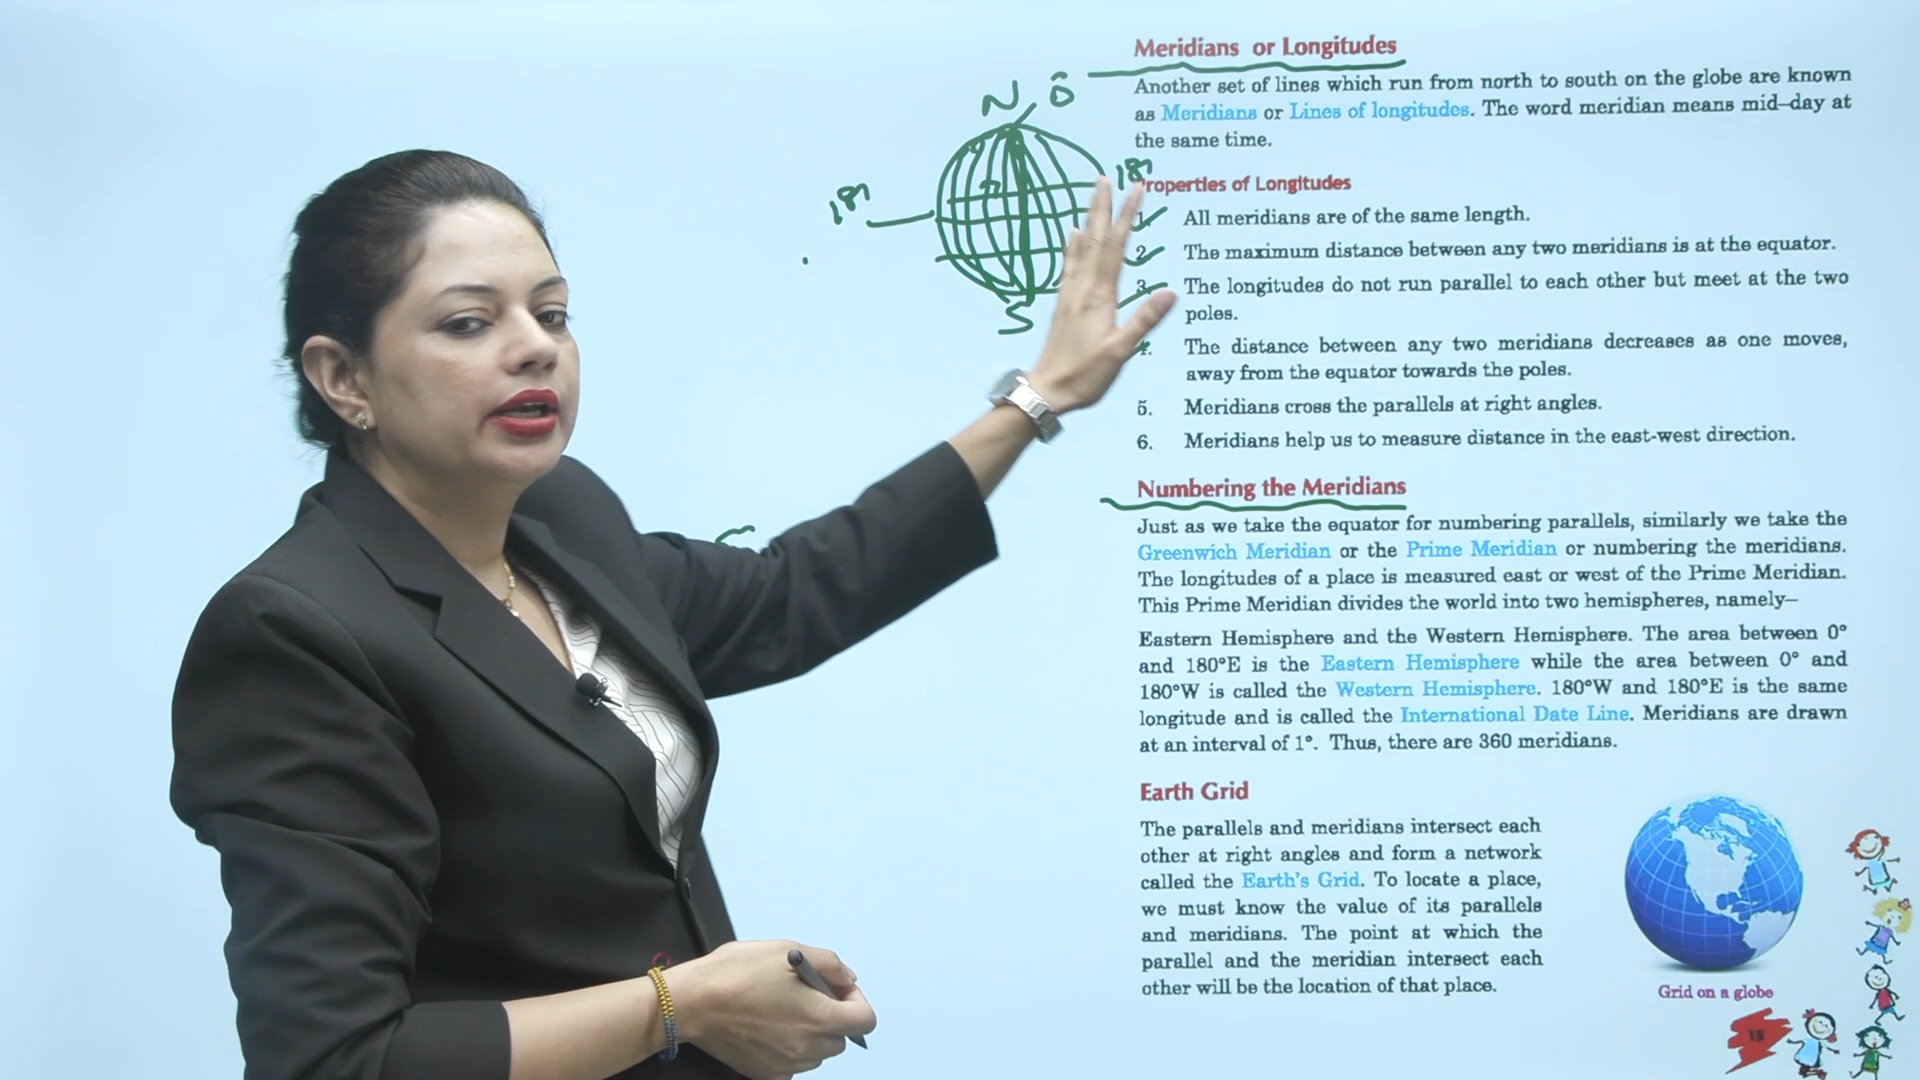 Meridians or Longitudes
Another set of lines which run from north to south on the globe are known
as Meridians or Lines of longitudes. The word meridian means mid–day at
the same time.
N 0
180
180
S
roperties of Longitudes
1. All meridians are of the same length.
2. The maximum distance between any two meridians is at the equator.
3. The longitudes do not run parallel to each other but meet at the two
poles.
4. The distance between any two meridians decreases as one moves,
away from the equator towards the poles.
5. Meridians cross the parallels at right angles.
6. Meridians help us to measure distance in the east-west direction.
Numbering the Meridians
Just as we take the equator for numbering parallels, similarly we take the
Greenwich Meridian or the Prime Meridian or numbering the meridians.
The longitudes of a place is measured east or west of the Prime Meridian.
This Prime Meridian divides the world into two hemispheres, namely–
Eastern Hemisphere and the Western Hemisphere. The area between 0°
and 180°E is the Eastern Hemisphere while the area between 0° and
180°W is called the Western Hemisphere. 180°W and 180°E is the same
longitude and is called the International Date Line. Meridians are drawn
at an interval of 1°. Thus, there are 360 meridians.
Earth Grid
The parallels and meridians intersect each
other at right angles and form a network
called the Earth's Grid. To locate a place,
we must know the value of its parallels
and meridians. The point at which the
parallel and the meridian intersect each
other will be the location of that place.
Grid on a globe
15